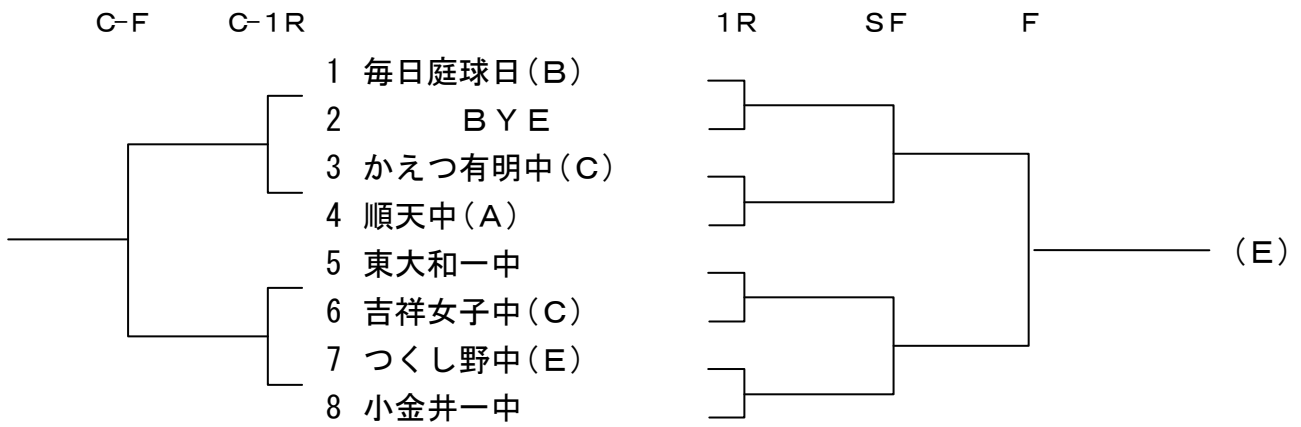 C-F C-1R 1R SF F
1 毎日庭球日(B)
2 BYE
3 かえつ有明中(C)
4 順天中(A)
5 東大和一中
6 吉祥女子中(C)
7 つくし野中(E)
8 小金井一中
(E)